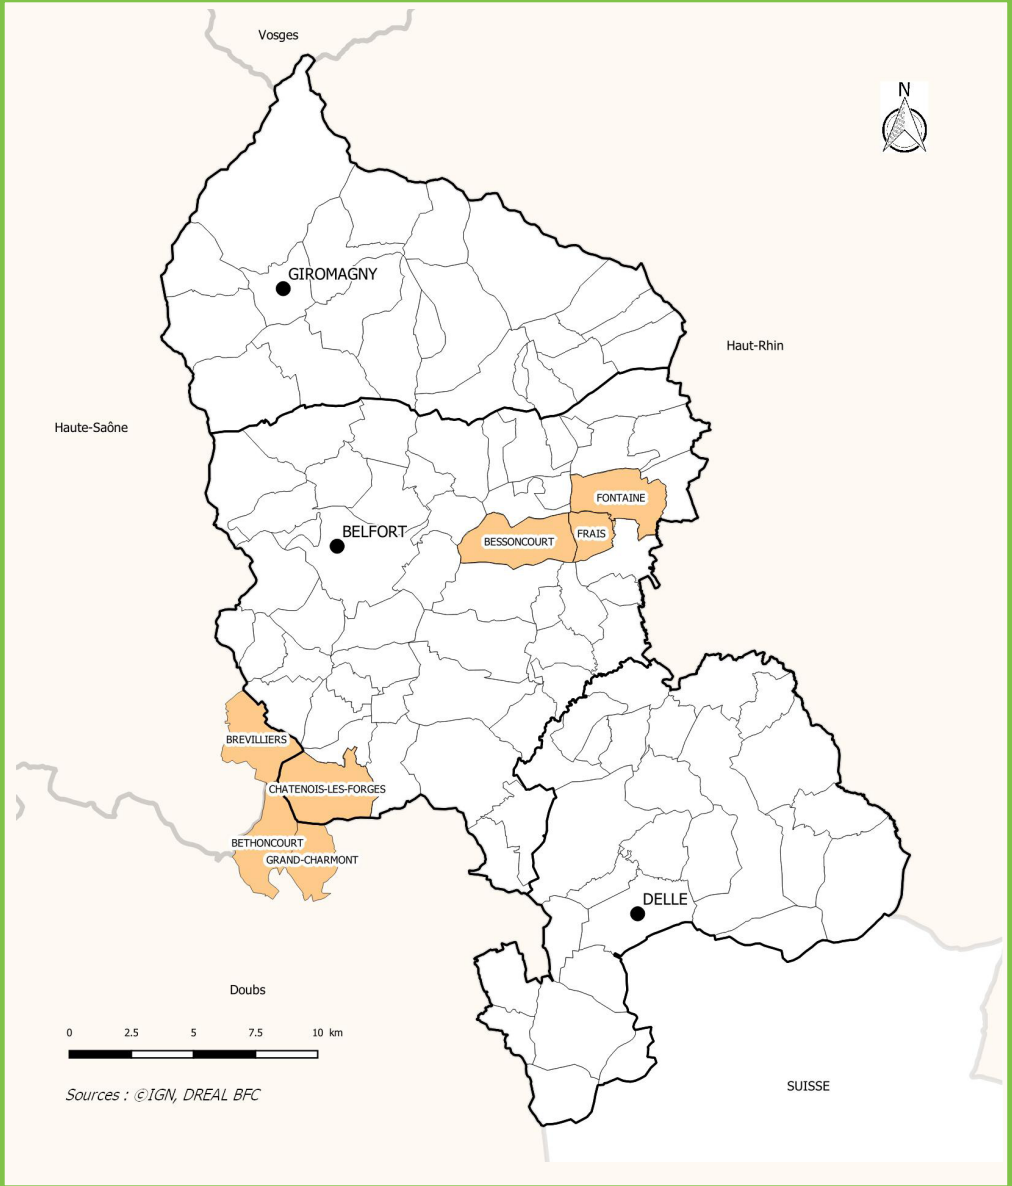 Vosges
N
GIROMAGNY
Haut-Rhin
Haute-Saône
FONTAINE
BELFORT
FRAIS
BESSONCOURT
BREVILLIERS
CHATENOIS-LES-FORGES
BETHONCOURT
GRAND-CHARMONT
DELLE
Doubs
0 2.5 5 7.5 10 km
SUISSE
Sources : ©IGN, DREAL BFC